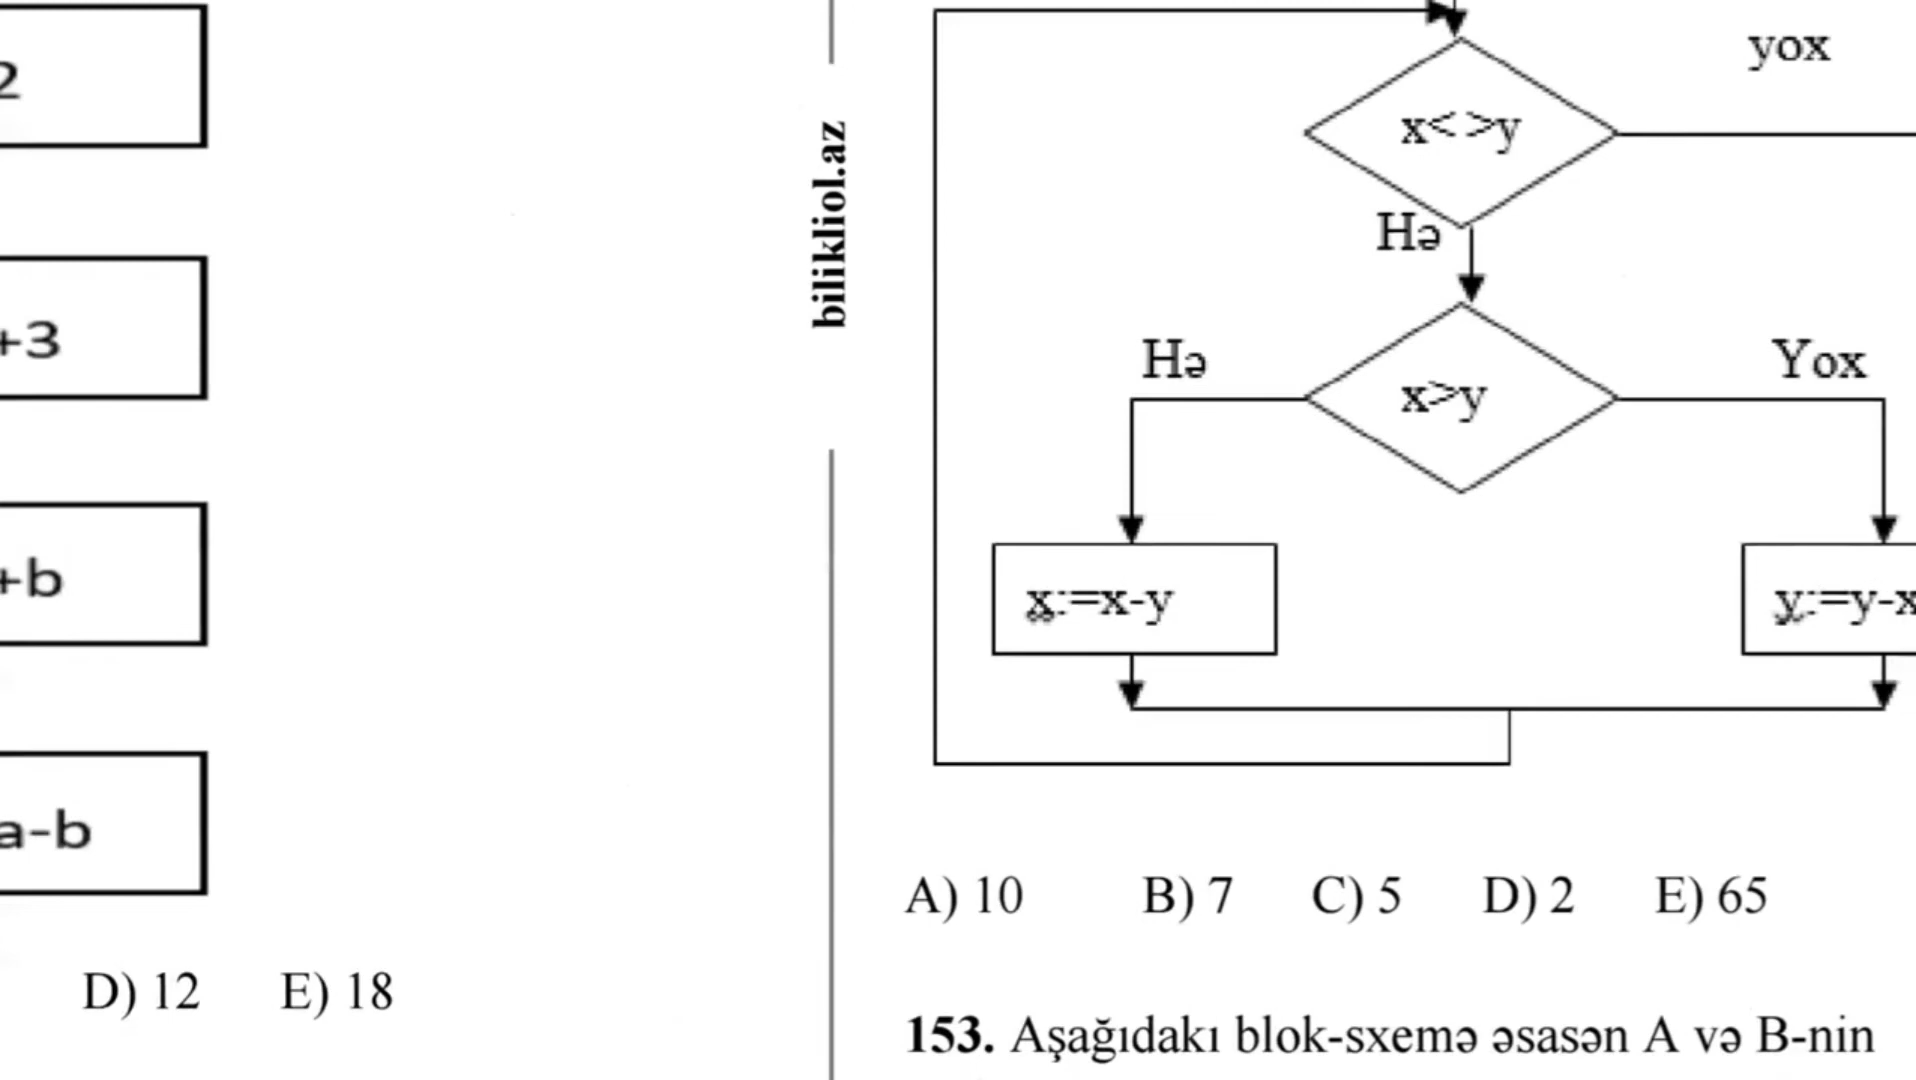 2
+3
+b
a-b
D) 12 E) 18
bilikliol.az
yox
x<>y
Hə
Hə
Yox
x>y
x:=x-y
y:=y-x
A) 10 B) 7 C) 5 D) 2 E) 65
153. Aşağıdakı blok-sxemə əsasən A və B-nin